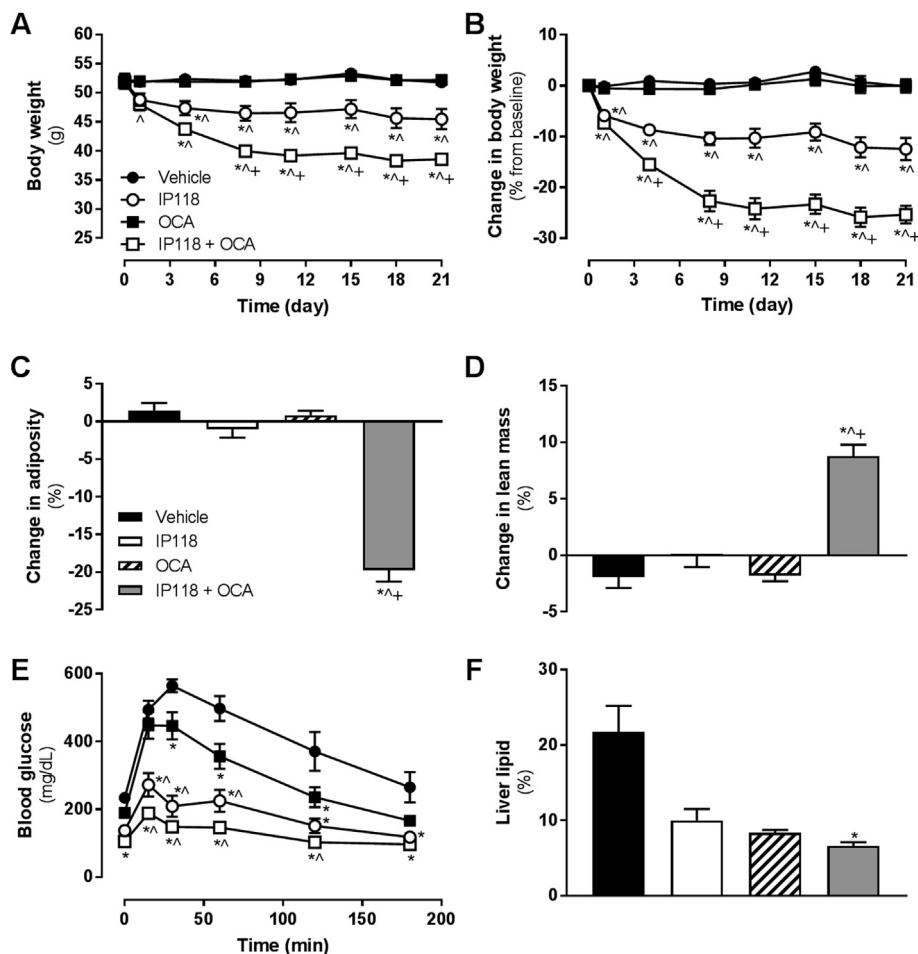 A
Body weight
(g)
60
55
50
45
40
35
30
25
Vehicle
IP118
OCA
IP118 + OCA
^
*^
*^
*^
*^
*^
*^
*^
*^+
*^+
*^+
*^+
*^+
0 3 6 9 12 15 18 21
Time (day)
B
Change in body weight
(% from baseline)
10
0
-10
-20
-30
*^
*^
*^
*^
*^
*^
*^
*^
*^+
*^+
*^+
*^+
*^+
*^+
0 3 6 9 12 15 18 21
Time (day)
C
Change in adiposity
(%)
5
0
-5
-10
-15
-20
-25
Vehicle
IP118
OCA
IP118 + OCA
*^+
D
Change in lean mass
(%)
15
10
5
0
-5
*^+
E
Blood glucose
(mg/dL)
600
400
200
0
*
*
*
*^
*^
*^
*
*
*
*^
*^
*^
*^
*
0 50 100 150 200
Time (min)
F
Liver lipid
(%)
30
20
10
0
*